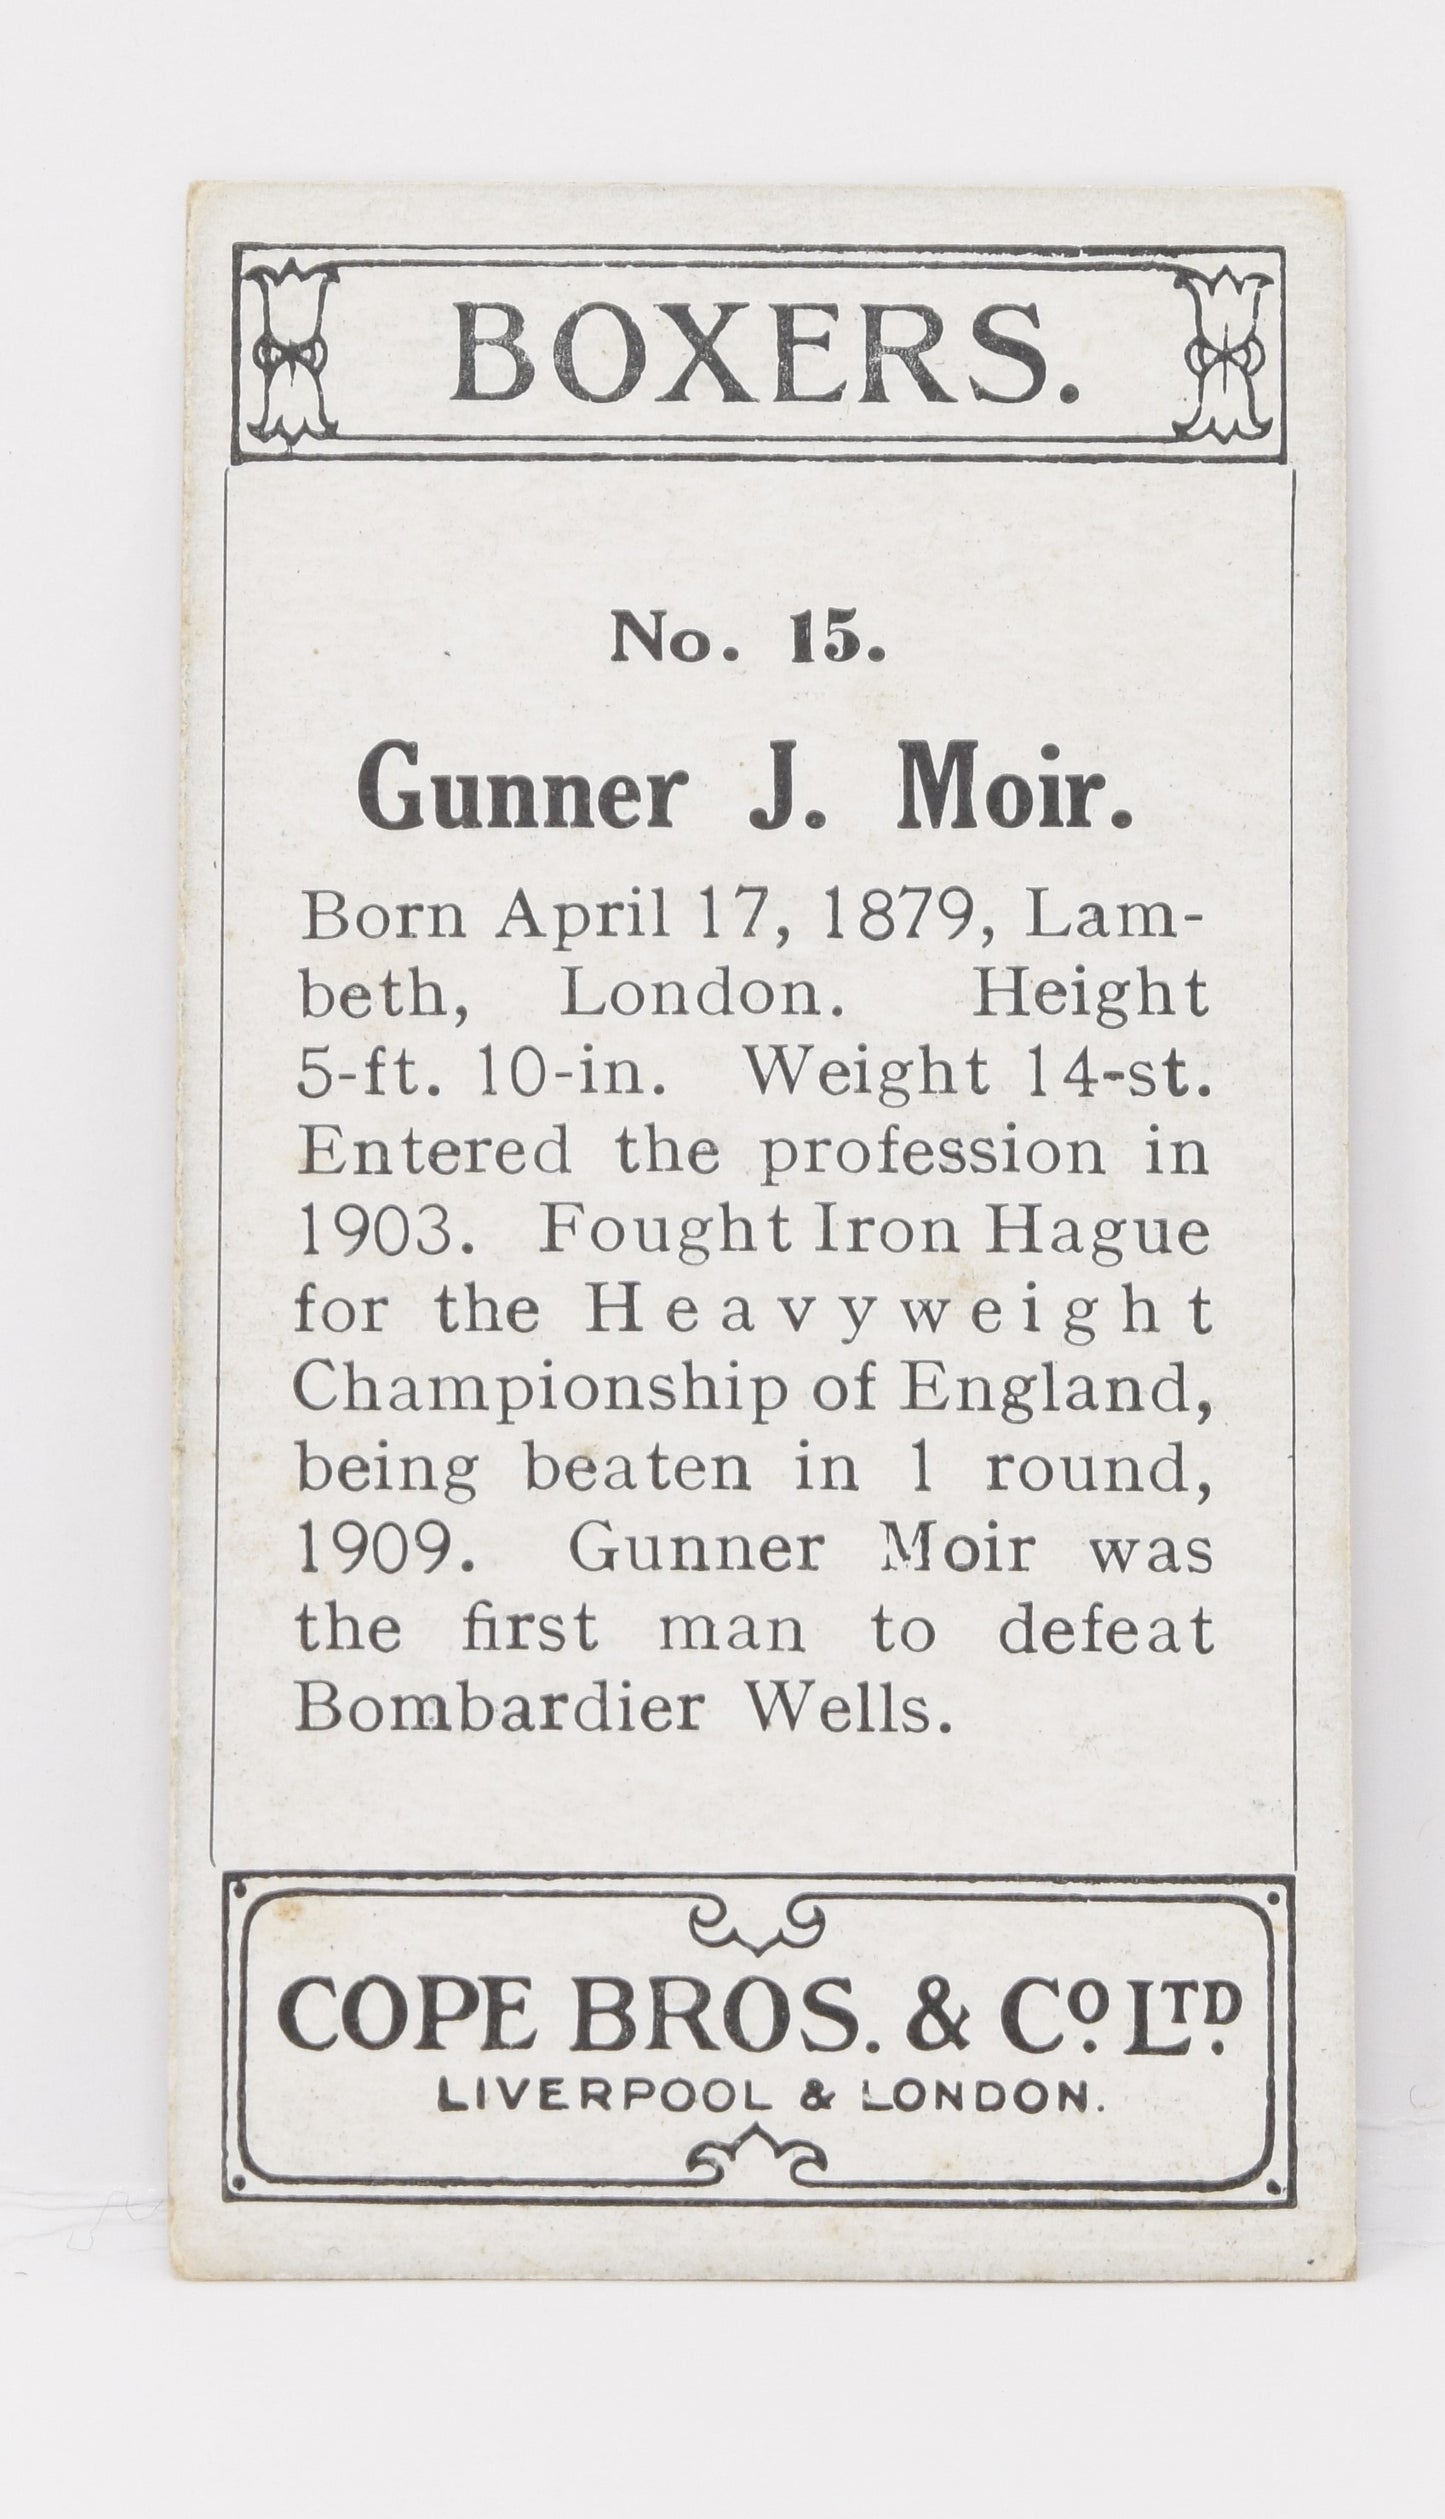 BOXERS.
No. 15.
Gunner J. Moir.
Born April 17, 1879, Lam-
beth, London. Height
5-ft. 10-in. Weight 14-st.
Entered the profession in
1903. Fought Iron Hague
for the Heavyweight
Championship of England,
being beaten in 1 round,
1909. Gunner Moir was
the first man to defeat
Bombardier Wells.
COPE BROS. & CO. LTD.
LIVERPOOL & LONDON.